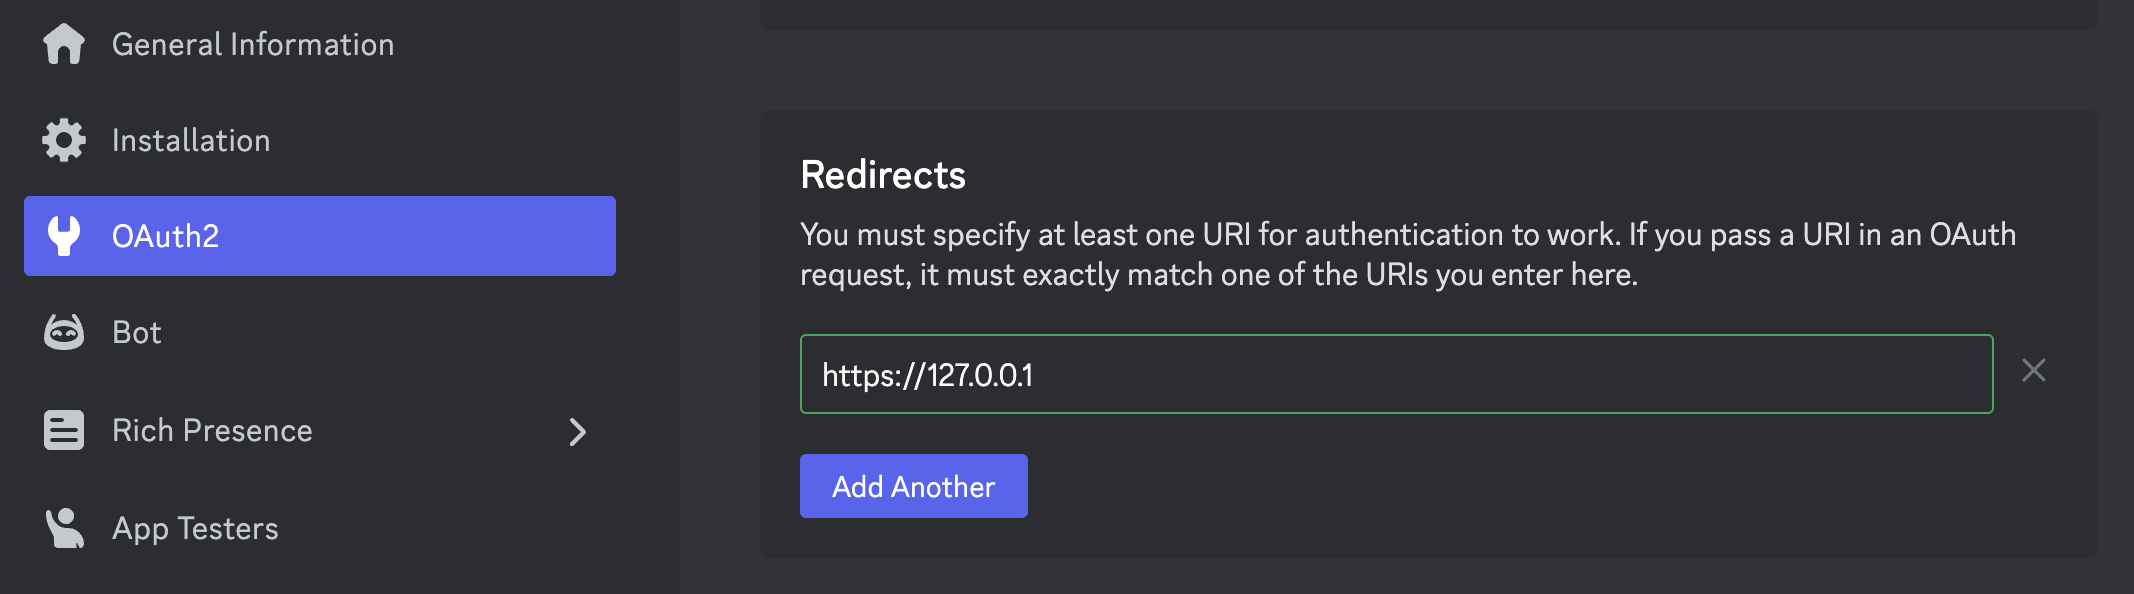 General Information
Installation
OAuth2
Bot
Rich Presence
App Testers
Redirects
You must specify at least one URI for authentication to work. If you pass a URI in an OAuth
request, it must exactly match one of the URIs you enter here.
https://127.0.0.1
Add Another